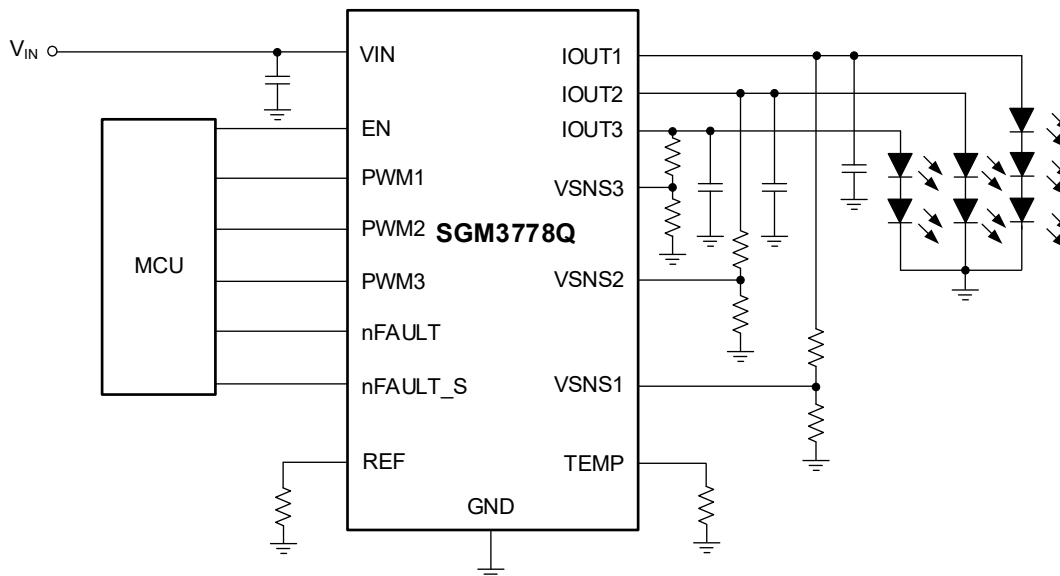 VIN
VIN
IOUT1
IOUT2
EN
IOUT3
PWM1
VSNS3
PWM2
SGM3778Q
MCU
PWM3
VSNS2
nFAULT
nFAULT_S
VSNS1
REF
TEMP
GND